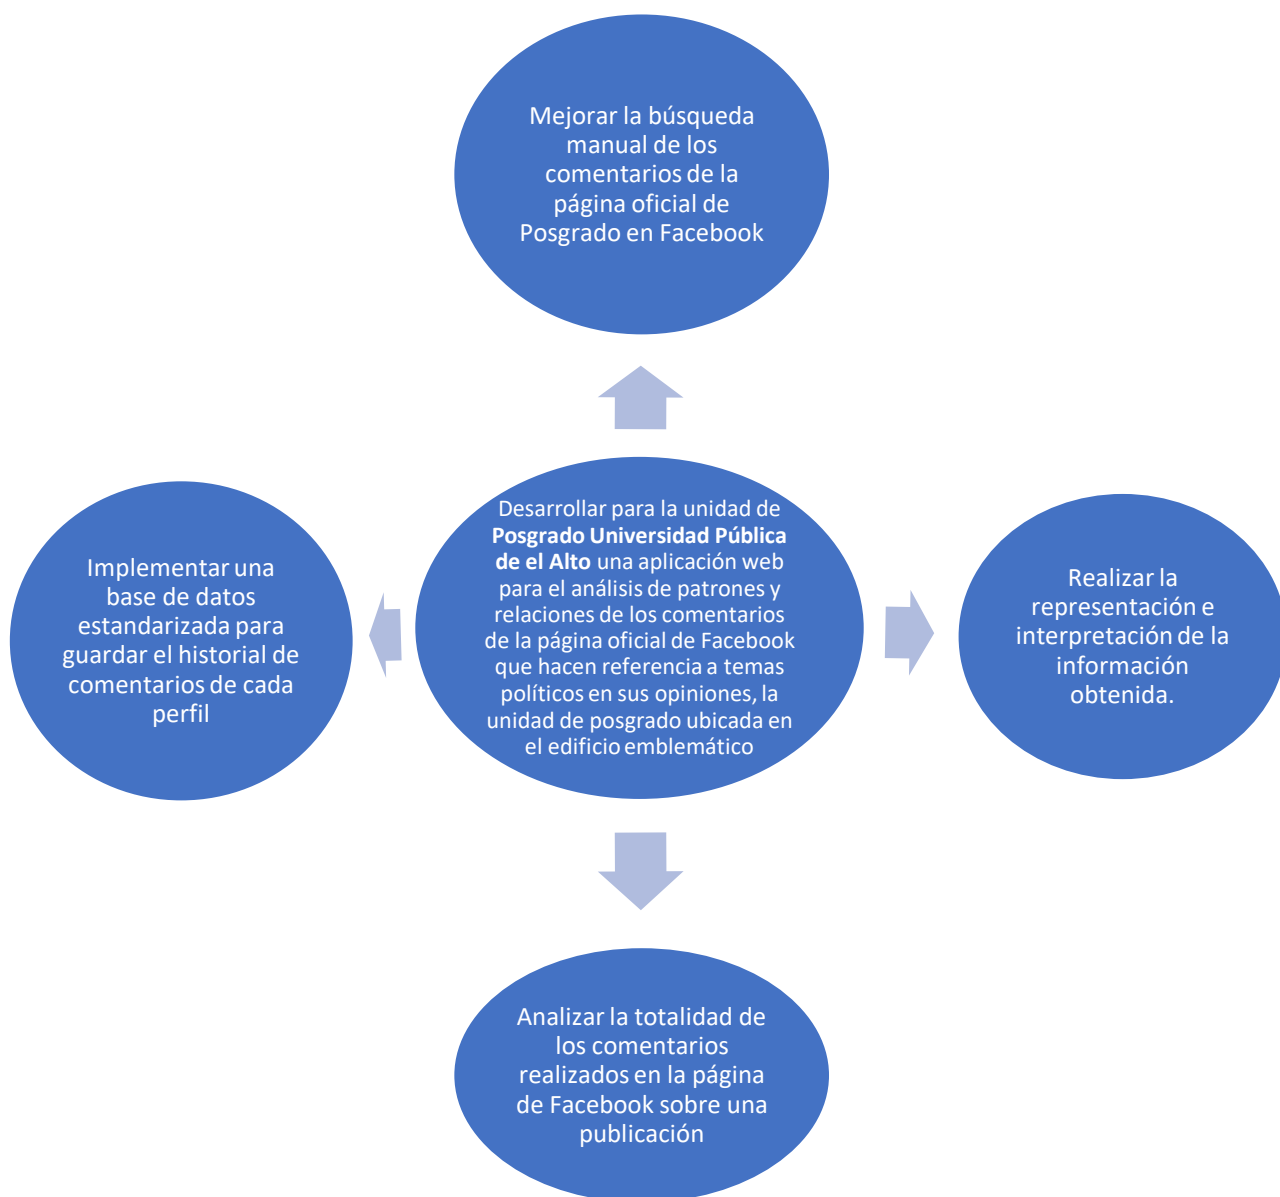 Mejorar la búsqueda
manual de los
comentarios de la
página oficial de
Posgrado en Facebook
Implementar una
base de datos
estandarizada para
guardar el historial de
comentarios de cada
perfil
Desarrollar para la unidad de
Posgrado Universidad Pública
de el Alto una aplicación web
para el análisis de patrones y
relaciones de los comentarios
de la página oficial de Facebook
que hacen referencia a temas
políticos en sus opiniones, la
unidad de posgrado ubicada en
el edificio emblemático
Realizar la
representación e
interpretación de la
información
obtenida.
Analizar la totalidad de
los comentarios
realizados en la página
de Facebook sobre una
publicación